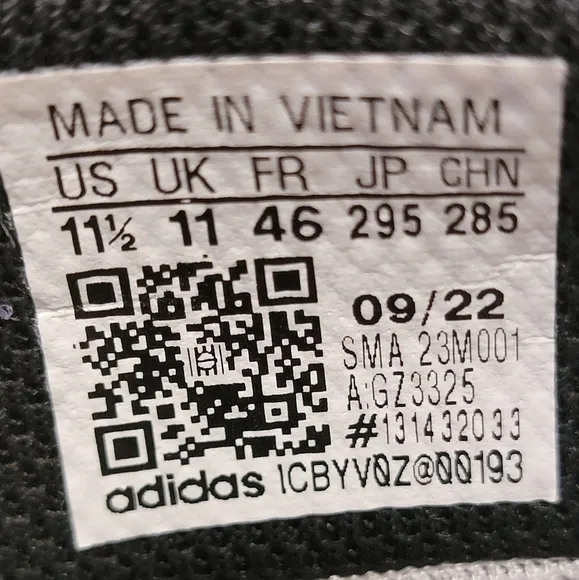 MADE IN VIETNAM
US UK FR JP CHN
11½ 11 46 295 285
09/22
SMA 23M001
A:GZ3325
#131432033
adidas ICBYV0Z@00193